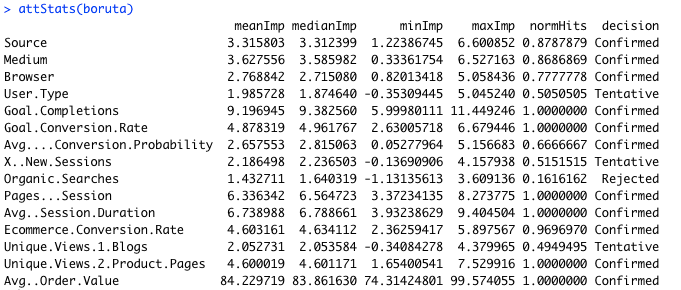 > attStats(boruta)
meanImp medianImp minImp maxImp normHits decision
Source 3.315803 3.312399 1.22386745 6.600852 0.8787879 Confirmed
Medium 3.627556 3.585982 0.33361754 6.527163 0.8686869 Confirmed
Browser 2.768842 2.715080 0.82013418 5.058436 0.7777778 Confirmed
User.Type 1.985728 1.874640 -0.35309445 5.045240 0.5050505 Tentative
Goal.Completions 9.196945 9.382560 5.99980111 11.449246 1.0000000 Confirmed
Goal.Conversion.Rate 4.878319 4.961767 2.63005718 6.679446 1.0000000 Confirmed
Avg....Conversion.Probability 2.657553 2.815063 0.05277964 5.156683 0.6666667 Confirmed
X..New.Sessions 2.186498 2.236503 -0.13690906 4.157938 0.5151515 Tentative
Organic.Searches 1.432711 1.640319 -1.13135613 3.609136 0.1616162 Rejected
Pages...Session 6.336342 6.564723 3.37234135 8.273775 1.0000000 Confirmed
Avg..Session.Duration 6.738988 6.788661 3.93238629 9.404504 1.0000000 Confirmed
Ecommerce.Conversion.Rate 4.603161 4.634112 2.36259417 5.897567 0.9696970 Confirmed
Unique.Views.1.Blogs 2.052731 2.053584 -0.34084278 4.379965 0.4949495 Tentative
Unique.Views.2.Product.Pages 4.600019 4.601171 1.65400541 7.529916 1.0000000 Confirmed
Avg..Order.Value 84.229719 83.861630 74.31424801 99.574055 1.0000000 Confirmed